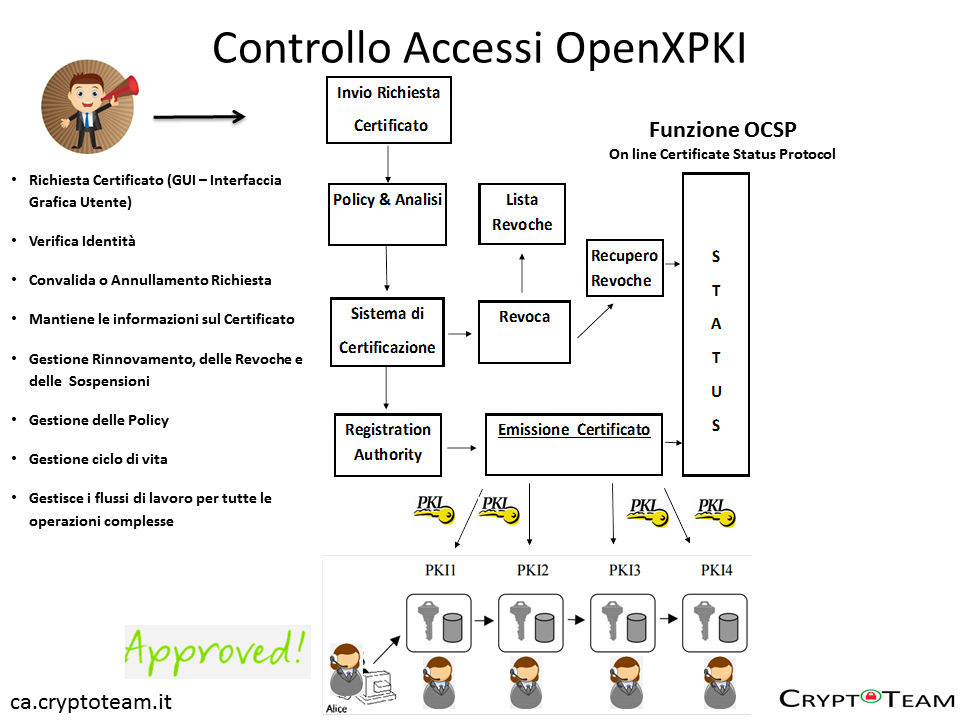 Controllo Accessi OpenXPKI
Invio Richiesta
Certificato
Funzione OCSP
On line Certificate Status Protocol
• Richiesta Certificato (GUI – Interfaccia
Grafica Utente)
• Verifica Identità
• Convalida o Annullamento Richiesta
• Mantiene le informazioni sul Certificato
• Gestione Rinnovamento, delle Revoche e
delle Sospensioni
• Gestione delle Policy
• Gestione ciclo di vita
• Gestisce i flussi di lavoro per tutte le
operazioni complesse
Policy & Analisi
Lista
Revoche
Recupero
Revoche
Sistema di
Certificazione
Revoca
S
T
A
T
U
S
Registration
Authority
Emissione Certificato
PKI
PKI
PKI
PKI
PKI1
PKI2
PKI3
PKI4
Approved!
Alice
ca.cryptoteam.it
CRYPTOTEAM